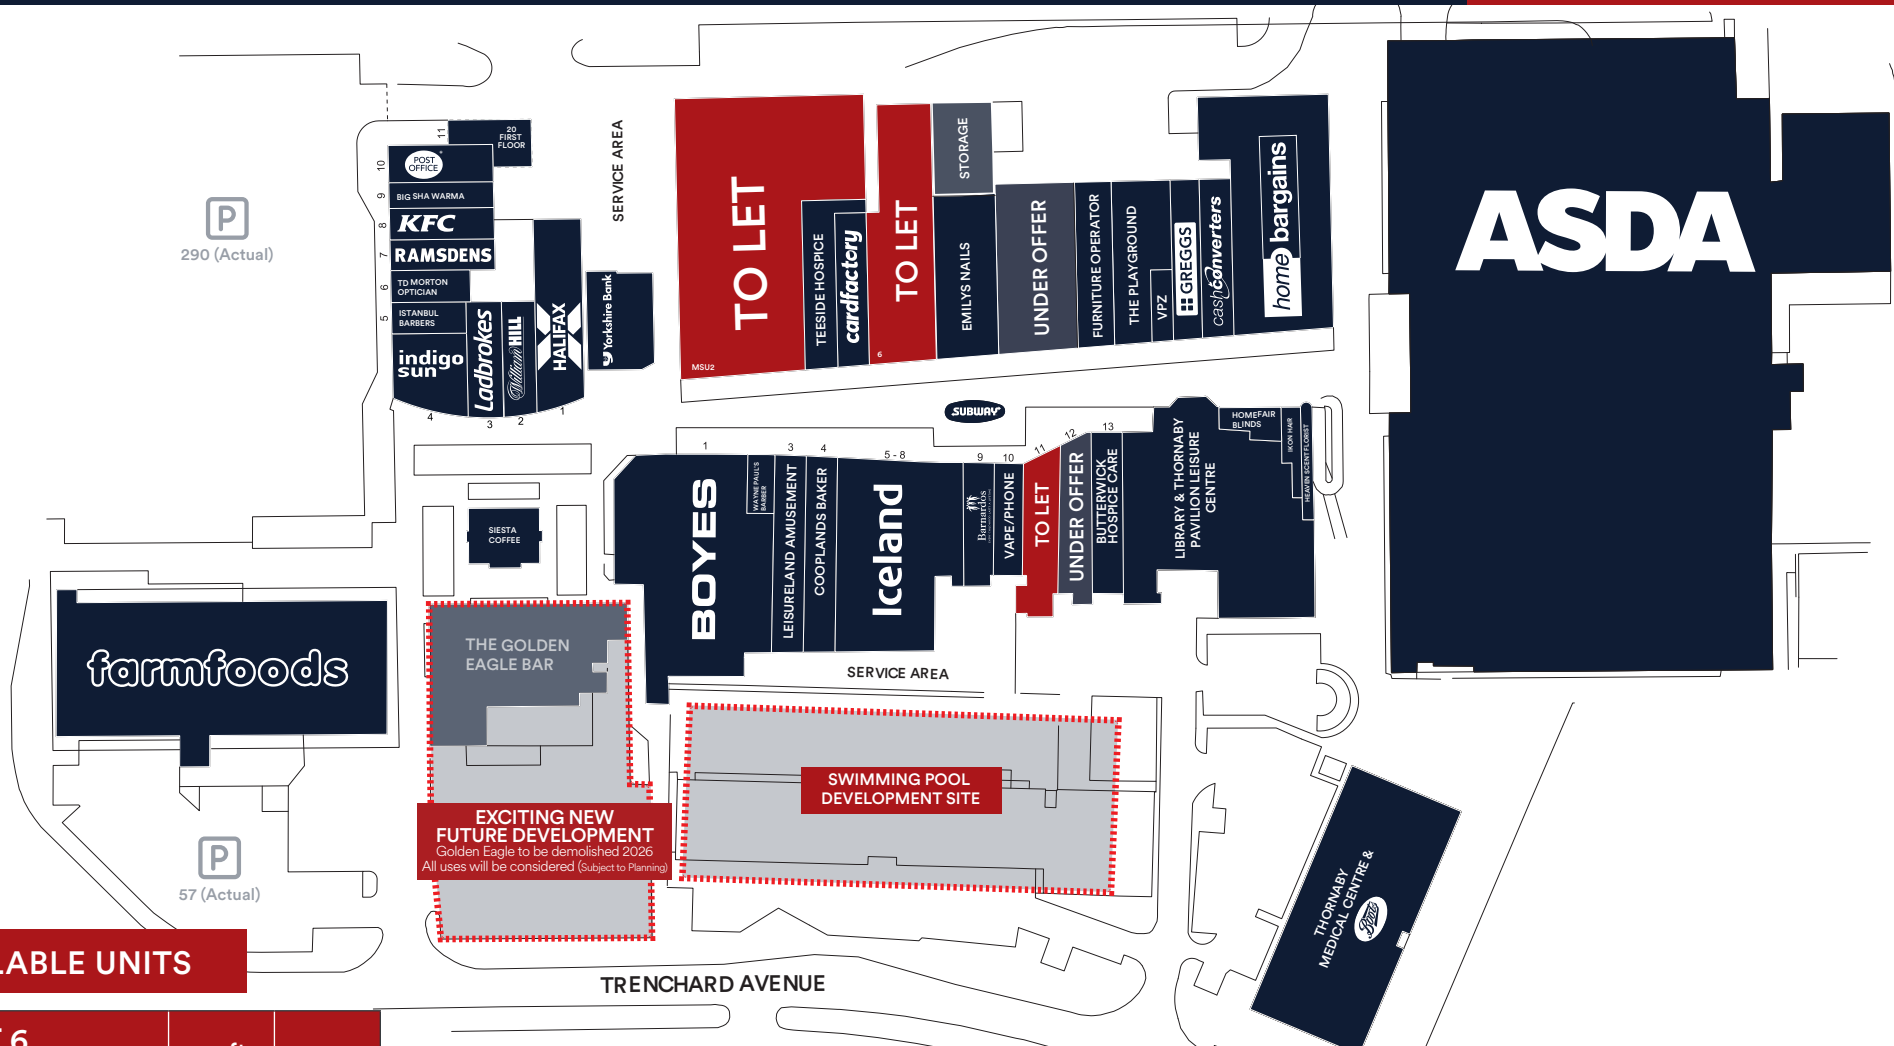 11
20
FIRST
FLOOR
10
POST
OFFICE
9
BIG SHA WARMA
8
KFC
7
RAMSDENS
6
TD MORTON
OPTICIAN
5
ISTANBUL
BARBERS
indigo
sun
4
Ladbrokes
3
William HILL
2
HALIFAX
1
Yorkshire Bank
SERVICE AREA
P
290 (Actual)
TO LET
MSU2
TEESIDE HOSPICE
cardfactory
TO LET
6
STORAGE
EMILYS NAILS
UNDER OFFER
FURNITURE OPERATOR
THE PLAYGROUND
VPZ
GREGGS
cash converters
home bargains
ASDA
SUBWAY
1
BOYES
WAYNE PAUL'S
BARBER
3
LEISURELAND AMUSEMENT
4
COOPLANDS BAKER
5 - 8
Iceland
9
Barnardos
10
VAPE/PHONE
11
TO LET
12
UNDER OFFER
13
BUTTERWICK
HOSPICE CARE
LIBRARY & THORNABY
PAVILION LEISURE
CENTRE
HOMEFAIR
BLINDS
IKON HAIR
HEAVEN SCENT FLORIST
SIESTA
COFFEE
farmfoods
THE GOLDEN
EAGLE BAR
SERVICE AREA
SWIMMING POOL
DEVELOPMENT SITE
EXCITING NEW
FUTURE DEVELOPMENT
Golden Eagle to be demolished 2026
All uses will be considered (Subject to Planning)
P
57 (Actual)
THORNABY
MEDICAL CENTRE &
Boots
LABLE UNITS
TRENCHARD AVENUE
6